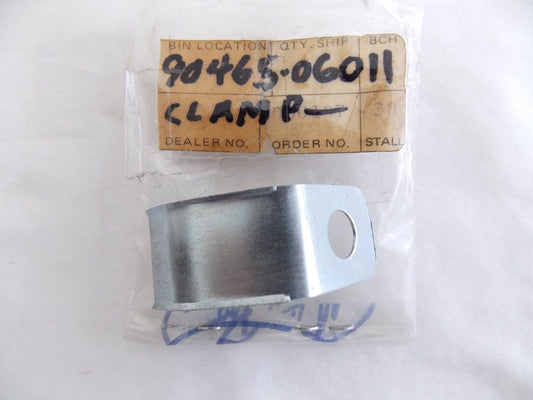 BIN LOCATION QTY. SHIP BCH
90465-06011
CLAMP
DEALER NO. ORDER NO. STALL